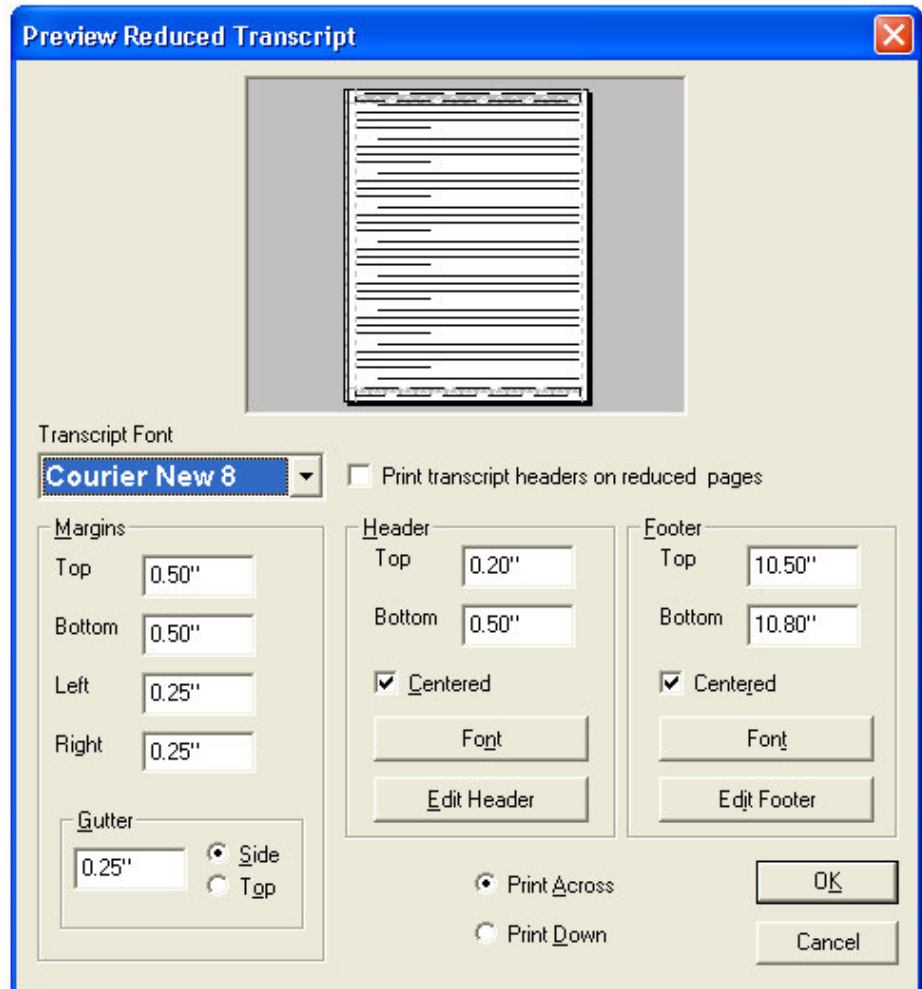 Preview Reduced Transcript
Transcript Font
Courier New 8
Print transcript headers on reduced pages
Margins
Top 0.50"
Bottom 0.50"
Left 0.25"
Right 0.25"
Gutter
0.25"
Side
Top
Header
Top 0.20"
Bottom 0.50"
Centered
Font
Edit Header
Footer
Top 10.50"
Bottom 10.80"
Centered
Font
Edit Footer
Print Across
Print Down
OK
Cancel